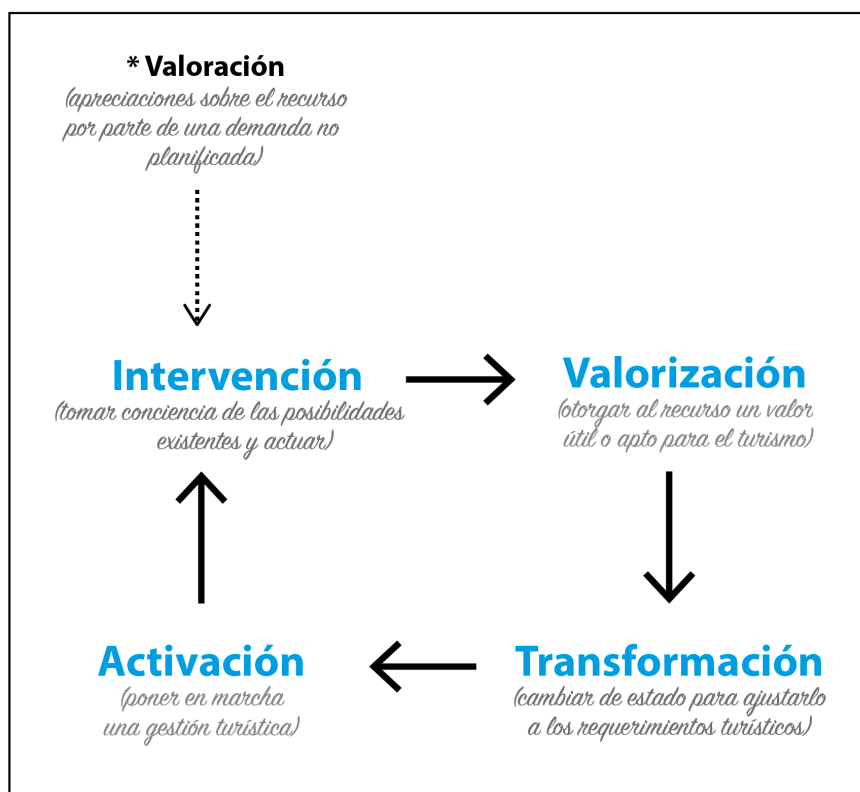 * Valoración
(apreciaciones sobre el recurso
por parte de una demanda no
planificada)
Intervención
(tomar conciencia de las posibilidades
existentes y actuar)
Valorización
(otorgar al recurso un valor
útil o apto para el turismo)
Activación
(poner en marcha
una gestión turística)
Transformación
(cambiar de estado para ajustarlo
a los requerimientos turísticos)